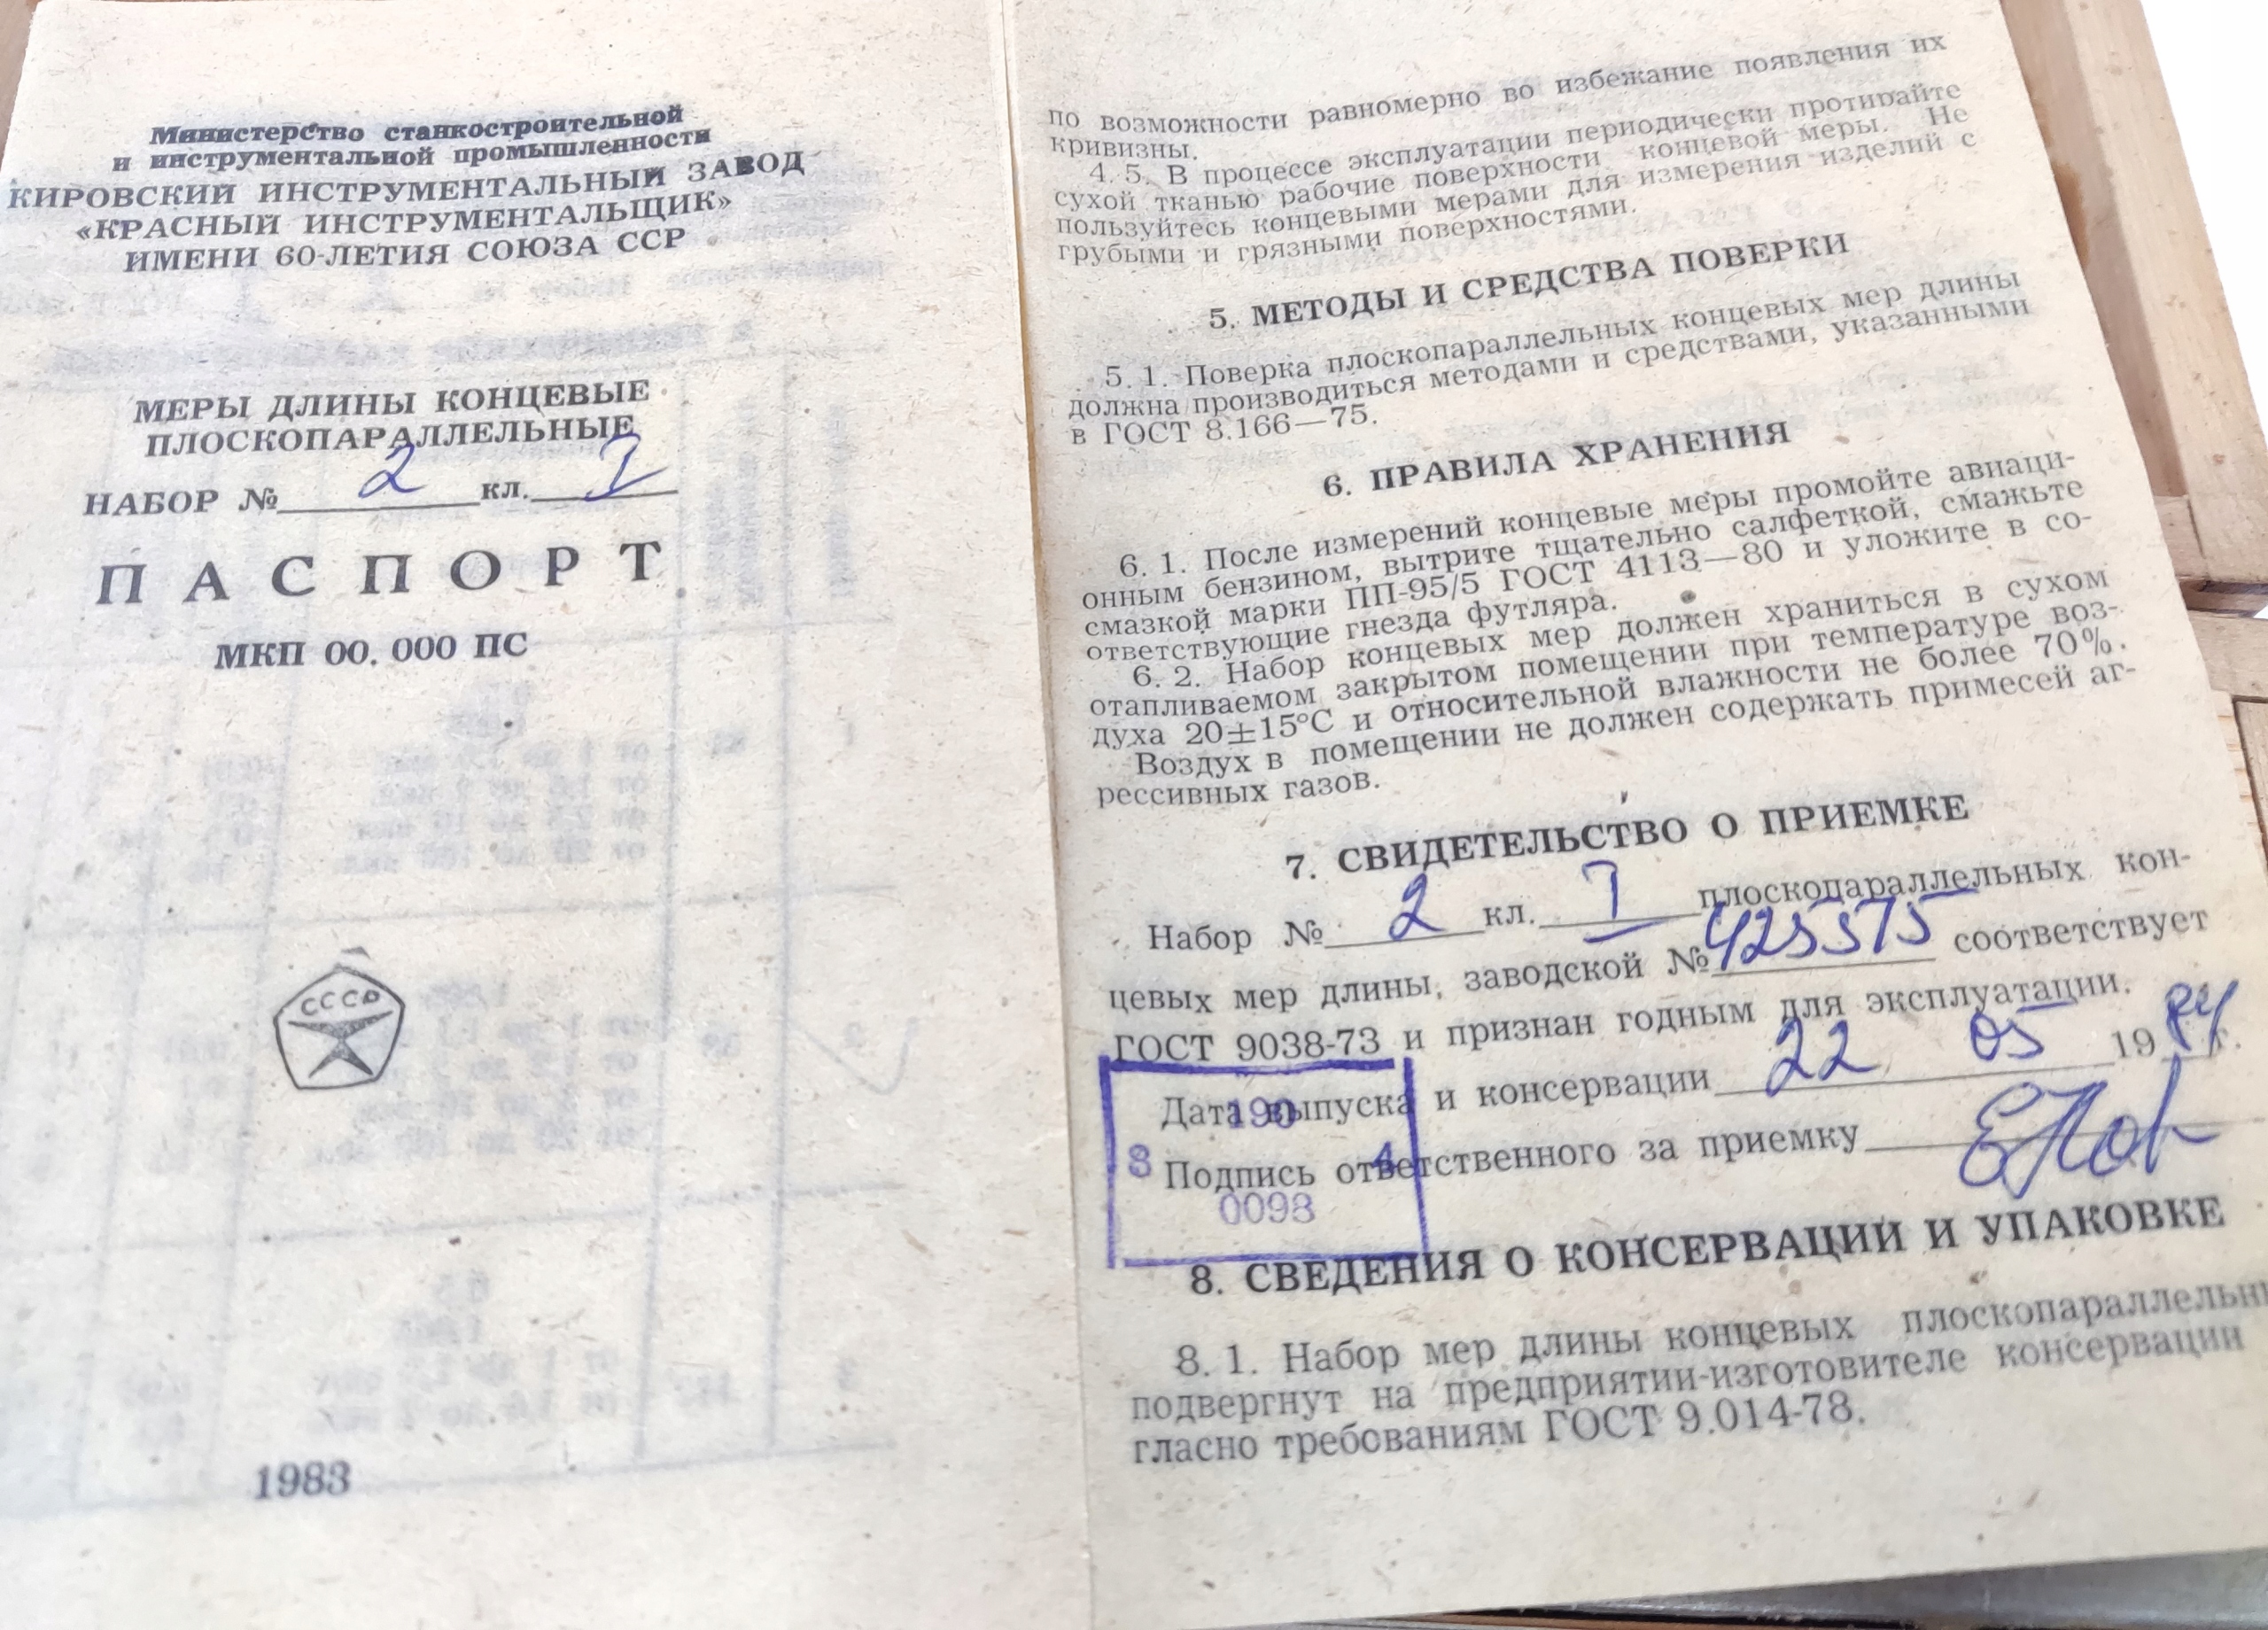 Министерство станкостроительной
и инструментальной промышленности
КИРОВСКИЙ ИНСТРУМЕНТАЛЬНЫЙ ЗАВОД
«КРАСНЫЙ ИНСТРУМЕНТАЛЬЩИК»
ИМЕНИ 60-ЛЕТИЯ СОЮЗА ССР
МЕРЫ ДЛИНЫ КОНЦЕВЫЕ
ПЛОСКОПАРАЛЛЕЛЬНЫЕ
НАБОР № 2 кл. I
ПАСПОРТ
МКП 00. 000 ПС
СССР
1983
по возможности равномерно во избежание появления их
кривизны.
4. 5. В процессе эксплуатации периодически протирайте
сухой тканью рабочие поверхности концевой меры. Не
пользуйтесь концевыми мерами для измерения изделий с
грубыми и грязными поверхностями.
5. МЕТОДЫ И СРЕДСТВА ПОВЕРКИ
5. 1. Поверка плоскопараллельных концевых мер длины
должна производиться методами и средствами, указанными
в ГОСТ 8.166—75.
6. ПРАВИЛА ХРАНЕНИЯ
6. 1. После измерений концевые меры промойте авиаци-
онным бензином, вытрите тщательно салфеткой, смажьте
смазкой марки ПП-95/5 ГОСТ 4113—80 и уложите в со-
ответствующие гнезда футляра.
6. 2. Набор концевых мер должен храниться в сухом
отапливаемом закрытом помещении при температуре воз-
духа 20±15°С и относительной влажности не более 70%.
Воздух в помещении не должен содержать примесей аг-
рессивных газов.
7. СВИДЕТЕЛЬСТВО О ПРИЕМКЕ
Набор № 2 кл. I плоскопараллельных кон-
цевых мер длины, заводской № 425575 соответствует
ГОСТ 9038-73 и признан годным для эксплуатации.
Дата выпуска и консервации 22 05 1984 г.
190
Подпись ответственного за приемку
8 4
0098
8. СВЕДЕНИЯ О КОНСЕРВАЦИИ И УПАКОВКЕ
8. 1. Набор мер длины концевых плоскопараллельны
подвергнут на предприятии-изготовителе консервации
гласно требованиям ГОСТ 9.014-78.